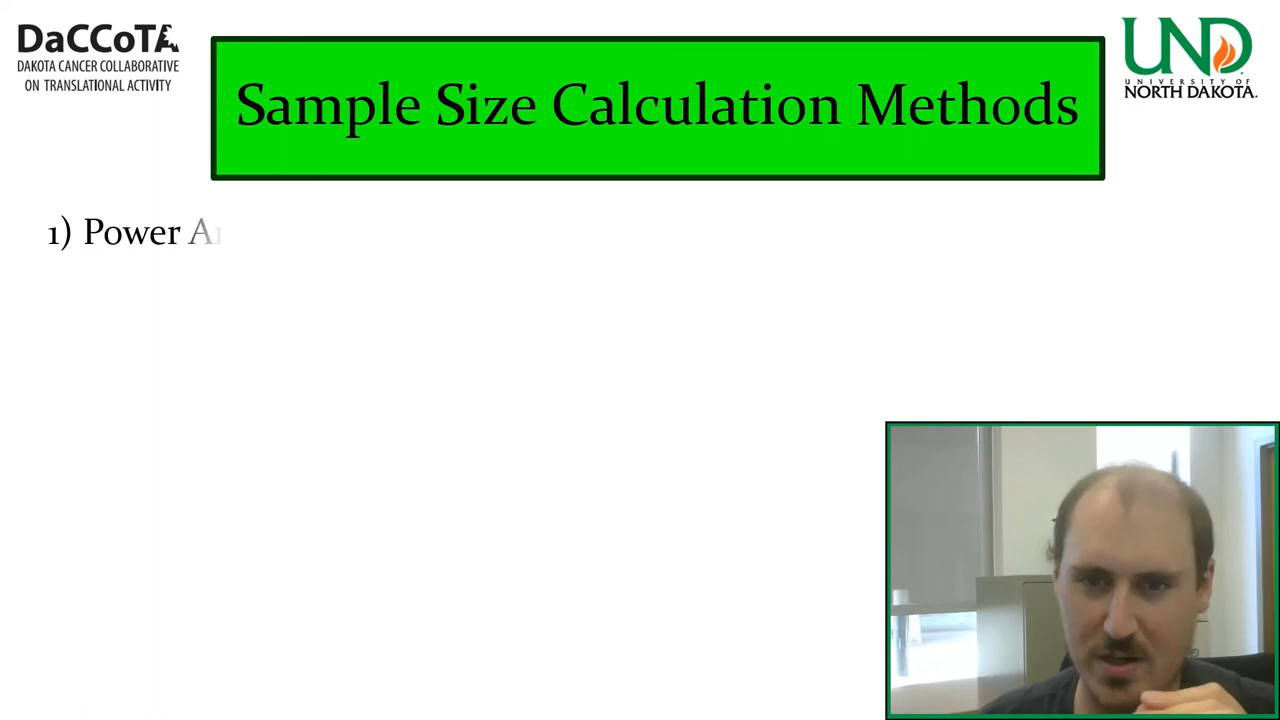 DaCCoTA
DAKOTA CANCER COLLABORATIVE
ON TRANSLATIONAL ACTIVITY
Sample Size Calculation Methods
UND
UNIVERSITY OF
NORTH DAKOTA.
1) Power